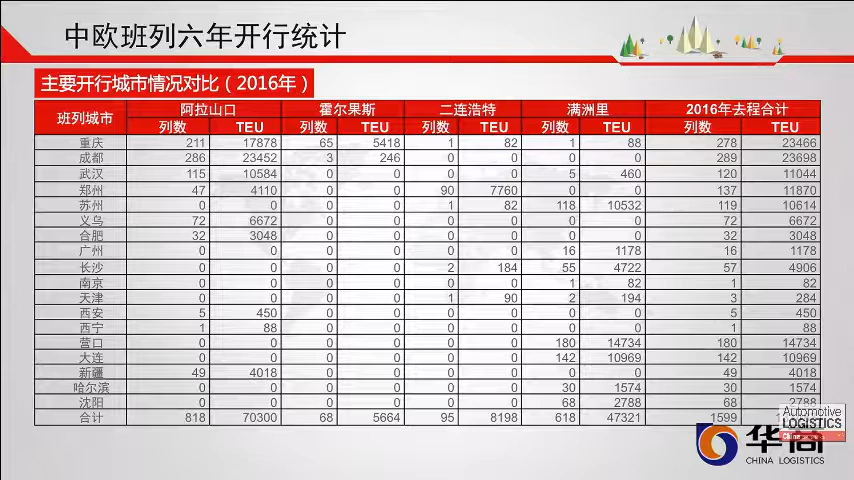 中欧班列六年开行统计
主要开行城市情况对比（2016年）
班列城市 阿拉山口 霍尔果斯 二连浩特 满洲里 2016年去程合计
列数 TEU 列数 TEU 列数 TEU 列数 TEU 列数 TEU
重庆 211 17878 65 5418 1 82 1 88 278 23466
成都 286 23452 3 246 0 0 0 0 289 23698
武汉 115 10584 0 0 0 0 5 460 120 11044
郑州 47 4110 0 0 90 7760 0 0 137 11870
苏州 0 0 0 0 1 82 118 10532 119 10614
义乌 72 6672 0 0 0 0 0 0 72 6672
合肥 32 3048 0 0 0 0 0 0 32 3048
广州 0 0 0 0 0 0 16 1178 16 1178
长沙 0 0 0 0 2 184 55 4722 57 4906
南京 0 0 0 0 0 0 1 82 1 82
天津 0 0 0 0 1 90 2 194 3 284
西安 5 450 0 0 0 0 0 0 5 450
西宁 1 88 0 0 0 0 0 0 1 88
营口 0 0 0 0 0 0 180 14734 180 14734
大连 0 0 0 0 0 0 142 10969 142 10969
新疆 49 4018 0 0 0 0 0 0 49 4018
哈尔滨 0 0 0 0 0 0 30 1574 30 1574
沈阳 0 0 0 0 0 0 68 2788 68 2788
合计 818 70300 68 5664 95 8198 618 47321 1599
Automotive
LOGISTICS
China
华商
CHINA LOGISTICS